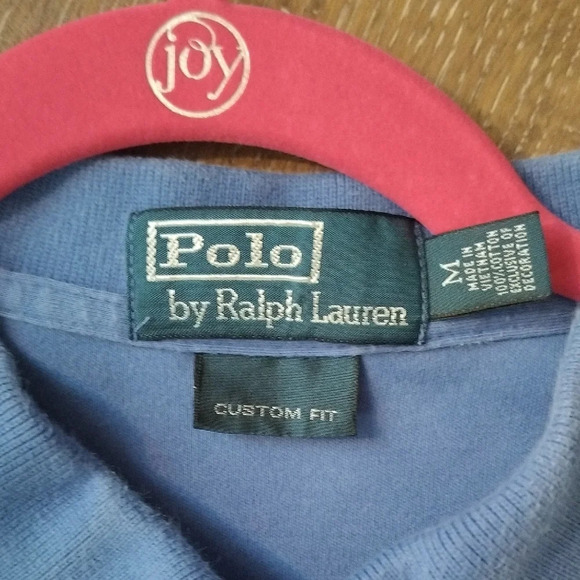 joy
Polo
by Ralph Lauren
M
MADE IN
VIETNAM
100% COTTON
EXCLUSIVE OF
DECORATION
CUSTOM FIT